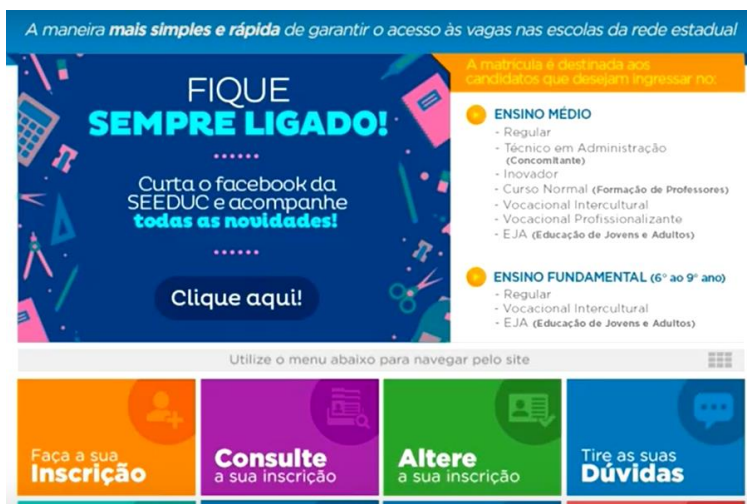 A maneira mais simples e rápida de garantir o acesso às vagas nas escolas da rede estadual
FIQUE
SEMPRE LIGADO!
Curta o facebook da
SEEDUC e acompanhe
todas as novidades!
Clique aqui!
A matrícula é destinada aos
candidatos que desejam ingressar no:
ENSINO MÉDIO
- Regular
- Técnico em Administração
(Concomitante)
- Inovador
- Curso Normal (Formação de Professores)
- Vocacional Intercultural
- Vocacional Profissionalizante
- EJA (Educação de Jovens e Adultos)
ENSINO FUNDAMENTAL (6º ao 9º ano)
- Regular
- Vocacional Intercultural
- EJA (Educação de Jovens e Adultos)
Utilize o menu abaixo para navegar pelo site
Faça a sua
Inscrição
Consulte
a sua inscrição
Altere
a sua inscrição
Tire as suas
Dúvidas